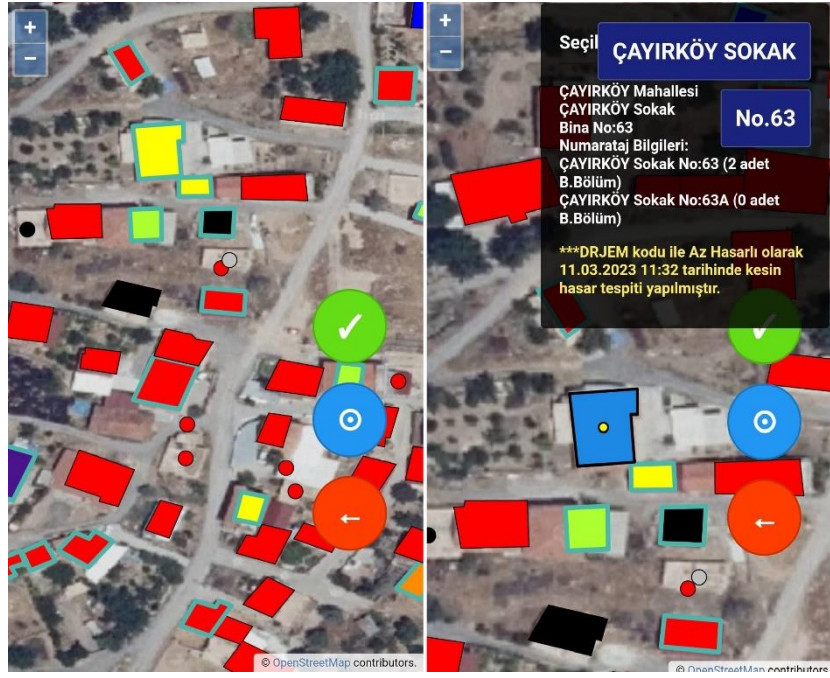 +
−
© OpenStreetMap contributors.
+
−
Seçil
ÇAYIRKÖY SOKAK
No.63
ÇAYIRKÖY Mahallesi
ÇAYIRKÖY Sokak
Bina No:63
Numarataj Bilgileri:
ÇAYIRKÖY Sokak No:63 (2 adet
B.Bölüm)
ÇAYIRKÖY Sokak No:63A (0 adet
B.Bölüm)
***DRJEM kodu ile Az Hasarlı olarak
11.03.2023 11:32 tarihinde kesin
hasar tespiti yapılmıştır.
© OpenStreetMap contributors